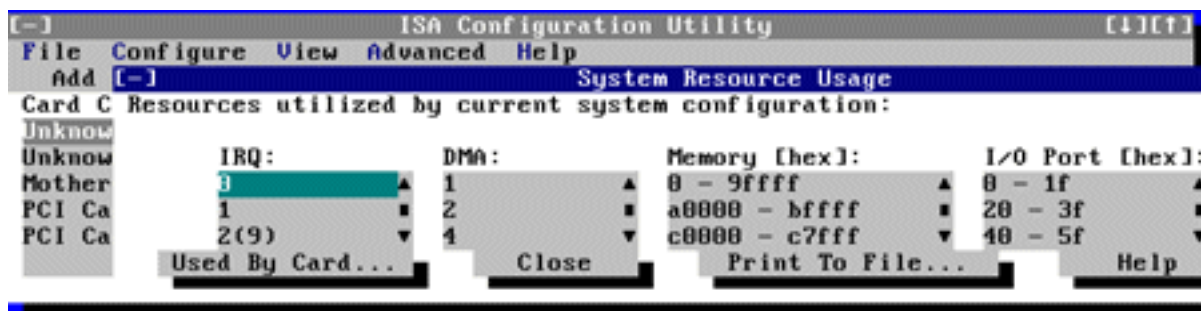 [-] ISA Configuration Utility [↓][↑]
File Configure View Advanced Help
Add [-] System Resource Usage
Card C Resources utilized by current system configuration:
Unknow
Unknow IRQ: DMA: Memory [hex]: I/O Port [hex]:
Mother 0 ▲ 1 ▲ 0 - 9ffff ▲ 0 - 1f
PCI Ca 1 ■ 2 ■ a0000 - bffff ■ 20 - 3f
PCI Ca 2(9) ▼ 4 ▼ c0000 - c7fff ▼ 40 - 5f
Used By Card... Close Print To File... Help